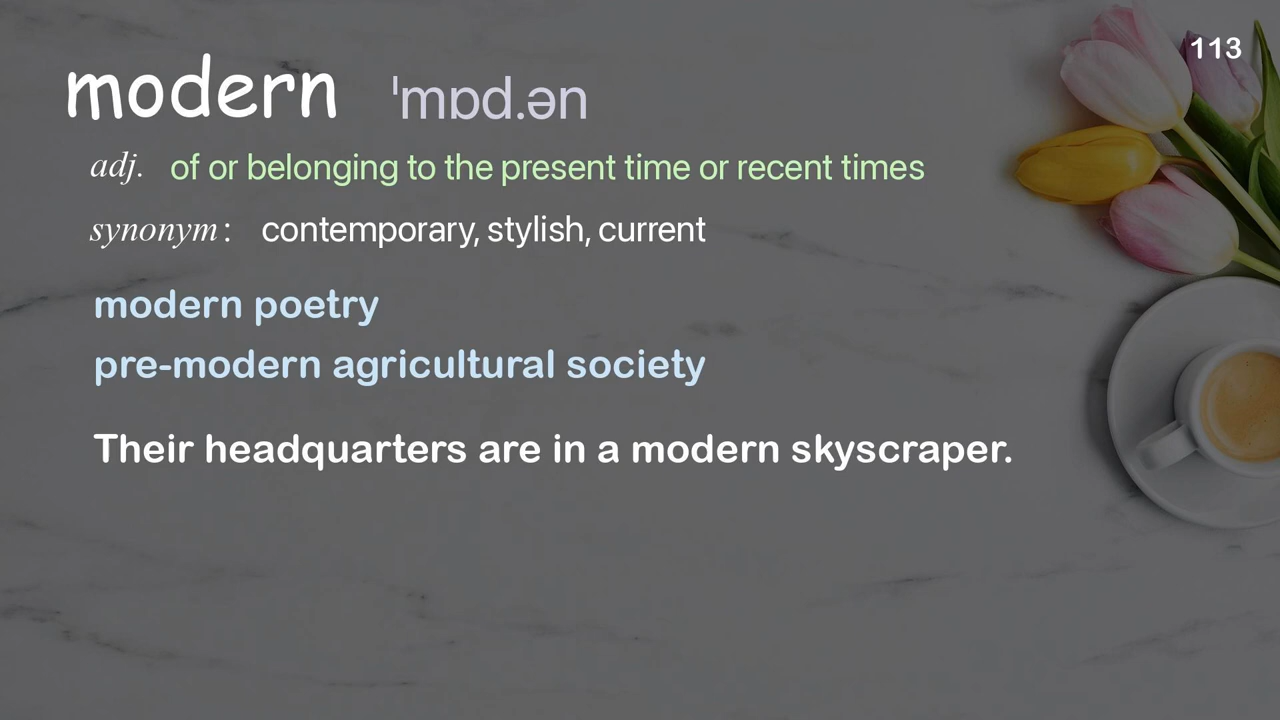 113
modern ˈmɒd.ən
adj. of or belonging to the present time or recent times
synonym: contemporary, stylish, current
modern poetry
pre-modern agricultural society
Their headquarters are in a modern skyscraper.